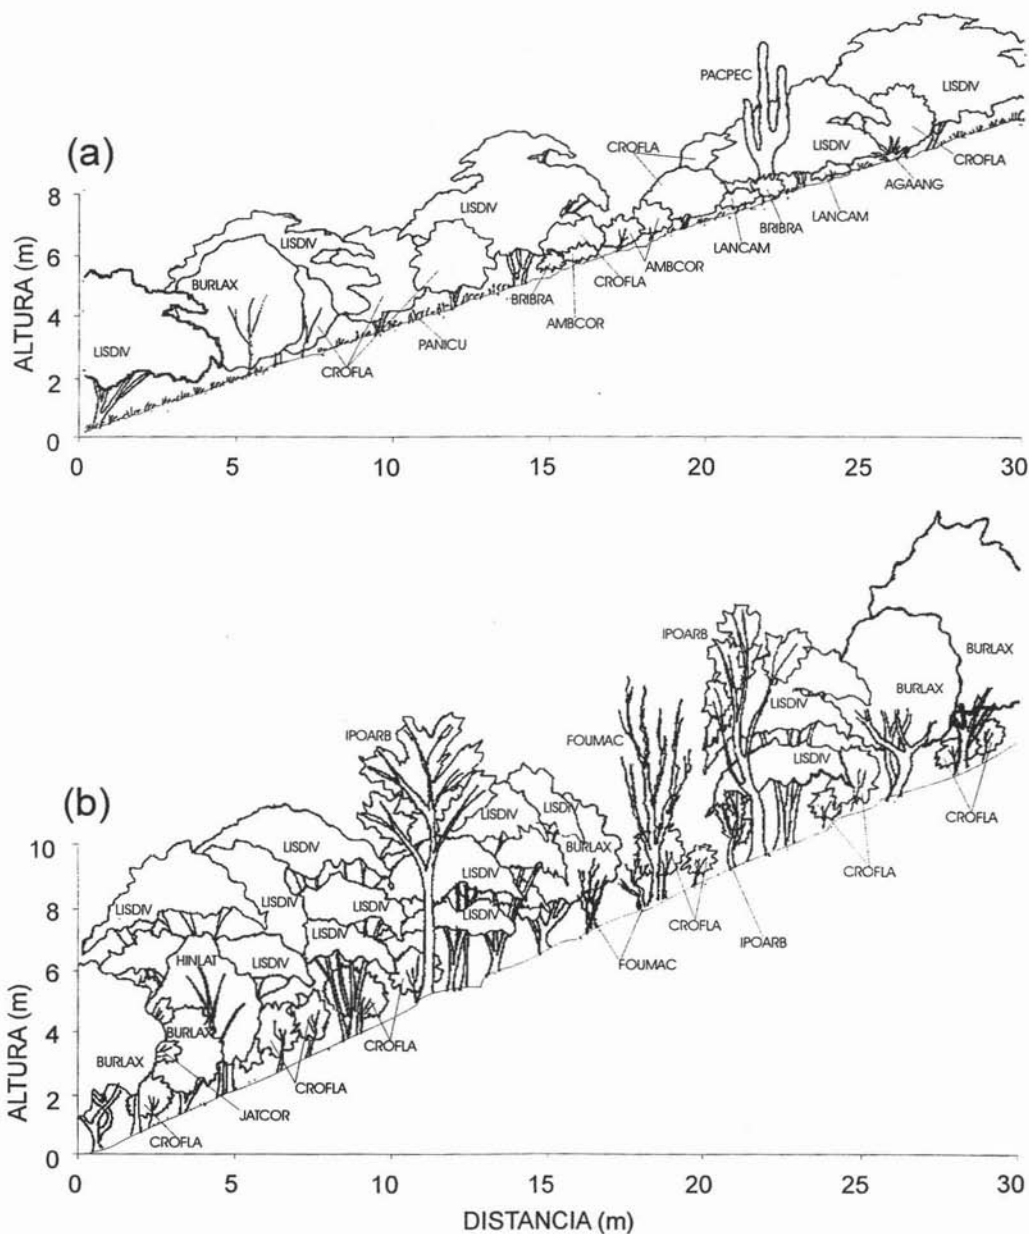 PACPEC
LISDIV
(a)
CROFLA
LISDIV
CROFLA
AGAANG
8
LISDIV
LANCAM
BRIBRA
LANCAM
LISDIV
AMBCOR
6
BURLAX
CROFLA
BRIBRA
AMBCOR
ALTURA (m)
4
PANICU
LISDIV
CROFLA
2
0
0 5 10 15 20 25 30
IPOARB
BURLAX
BURLAX
LISDIV
IPOARB
FOUMAC
LISDIV
(b)
LISDIV
CROFLA
10
LISDIV
BURLAX
CROFLA
LISDIV
8
LISDIV LISDIV LISDIV LISDIV
CROFLA
LISDIV
IPOARB
HINLAT LISDIV
FOUMAC
6
ALTURA (m)
4
BURLAX
CROFLA
BURLAX
CROFLA
2
JATCOR
CROFLA
0
0 5 10 15 20 25 30
DISTANCIA (m)